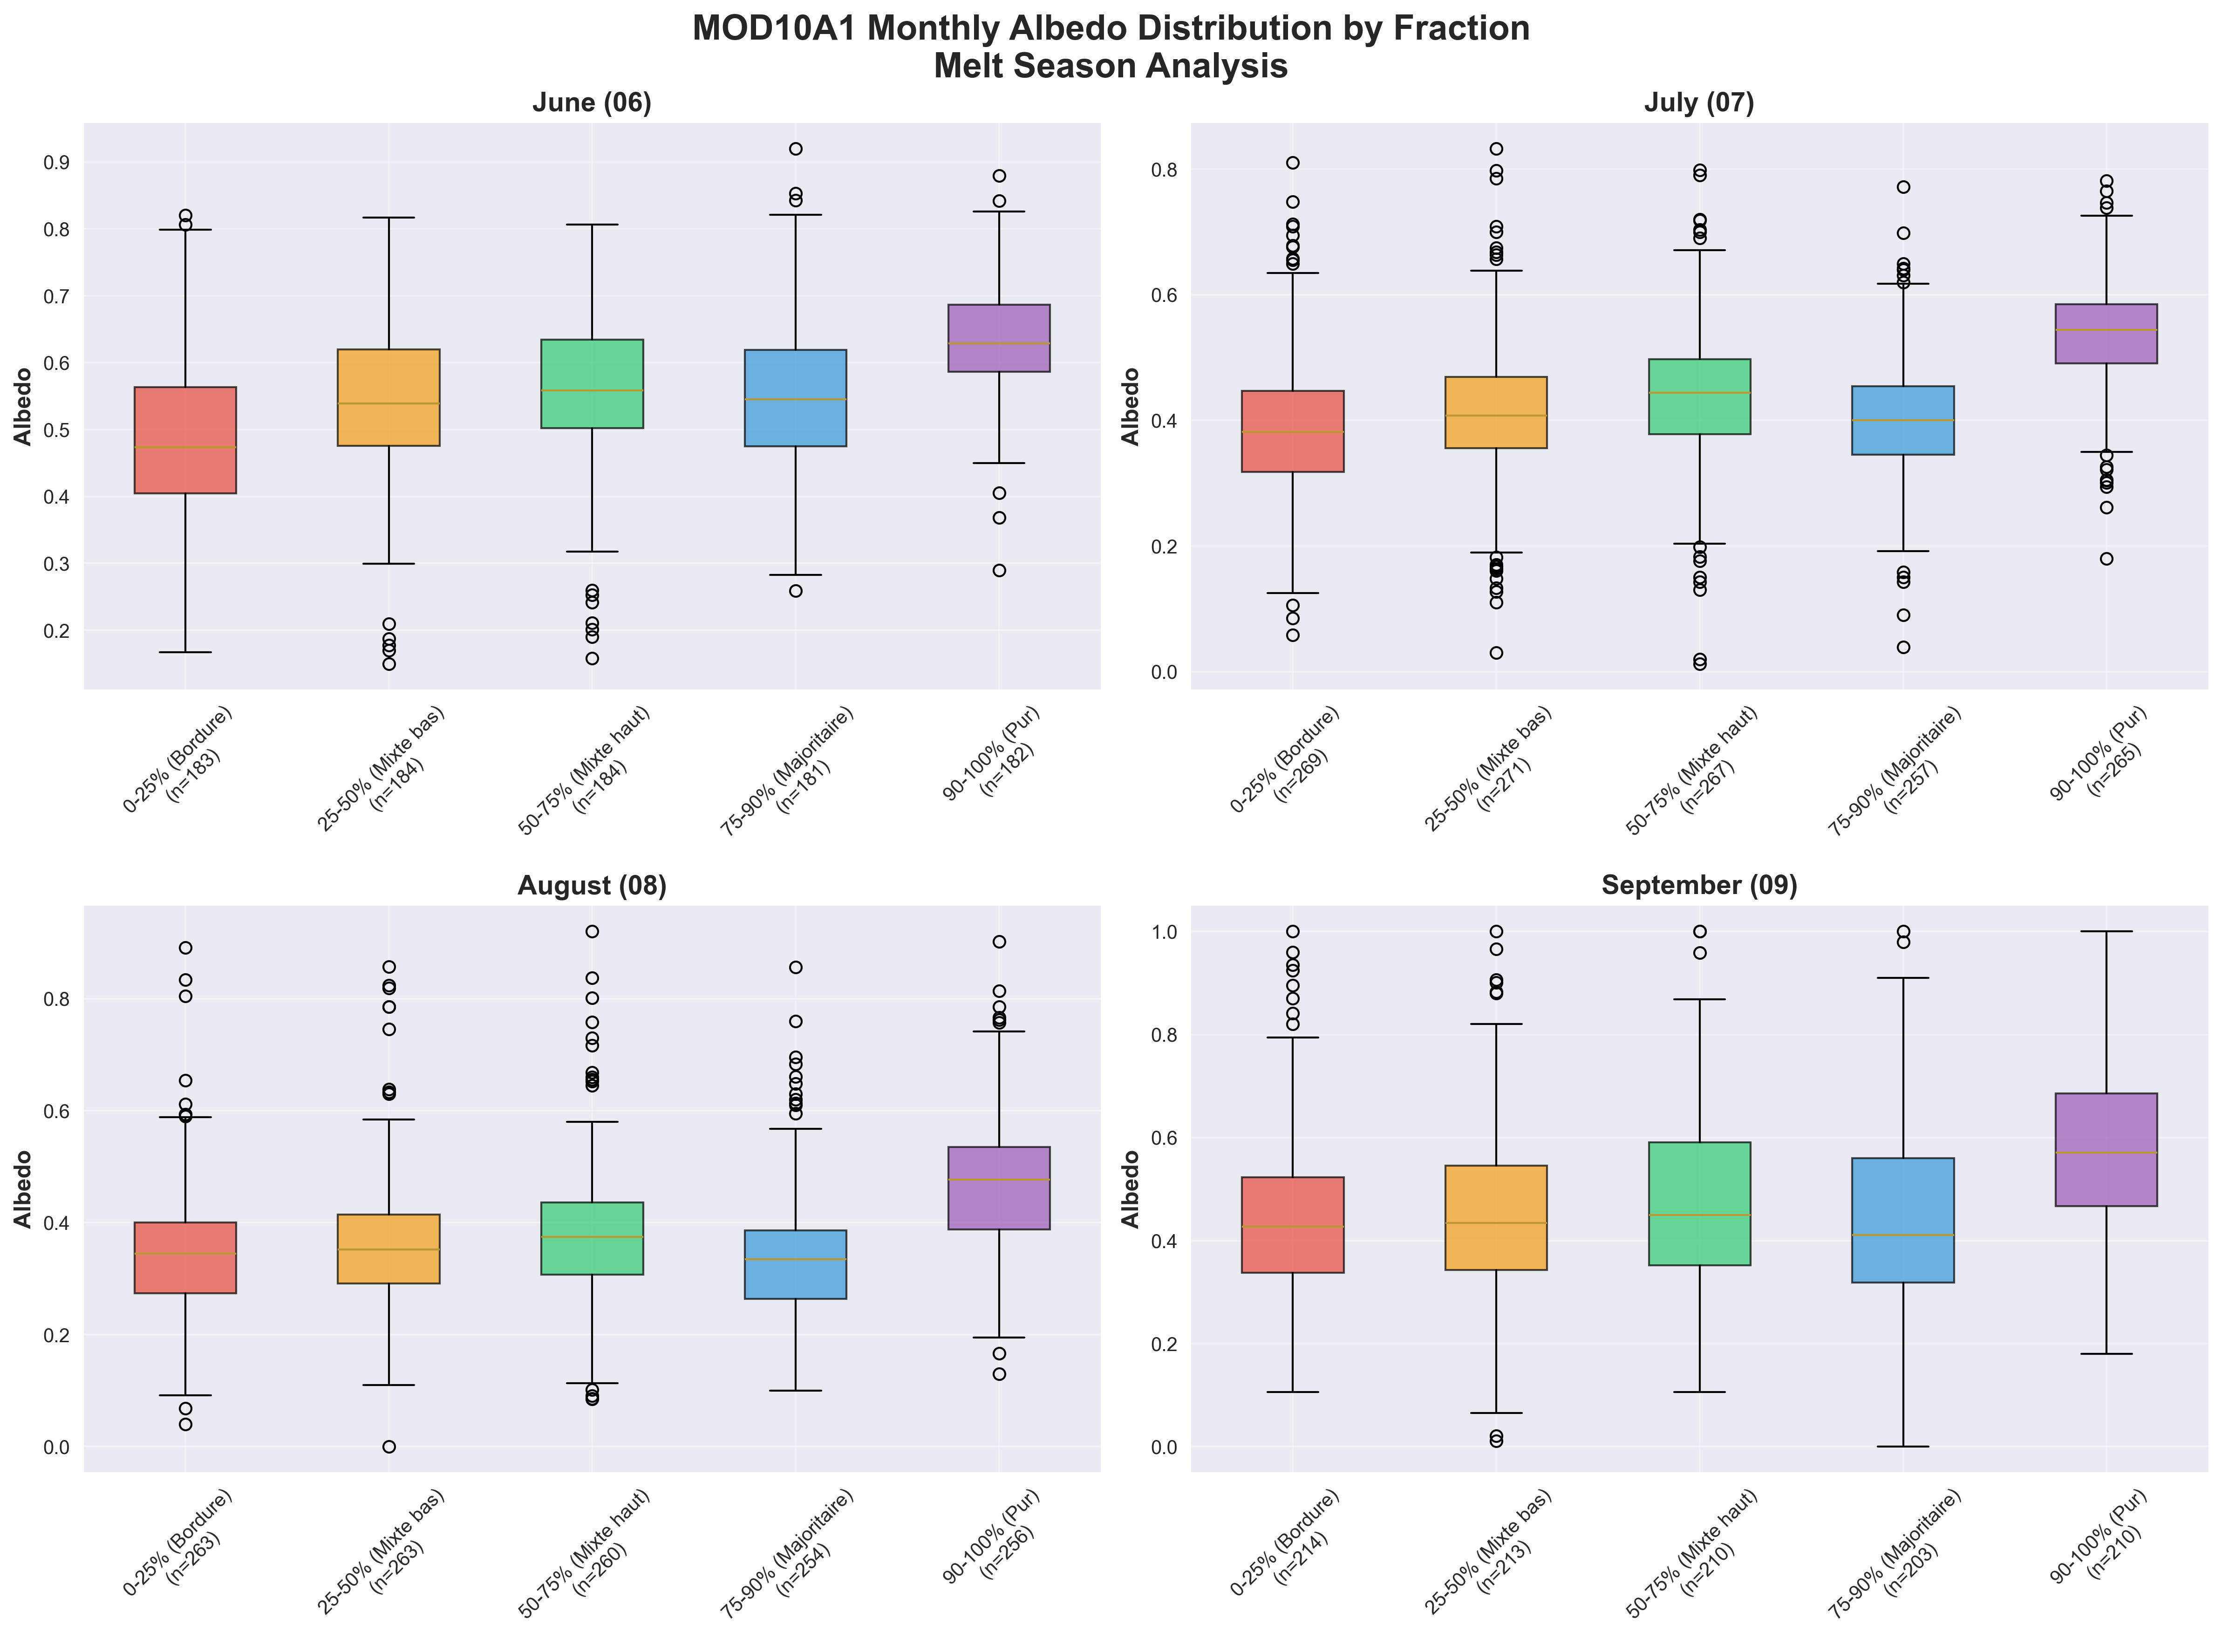 MOD10A1 Monthly Albedo Distribution by Fraction
Melt Season Analysis
June (06)
Albedo
0.9
0.8
0.7
0.6
0.5
0.4
0.3
0.2
0-25% (Bordure)
(n=183)
25-50% (Mixte bas)
(n=184)
50-75% (Mixte haut)
(n=184)
75-90% (Majoritaire)
(n=181)
90-100% (Pur)
(n=182)
July (07)
Albedo
0.8
0.6
0.4
0.2
0.0
0-25% (Bordure)
(n=269)
25-50% (Mixte bas)
(n=271)
50-75% (Mixte haut)
(n=267)
75-90% (Majoritaire)
(n=257)
90-100% (Pur)
(n=265)
August (08)
Albedo
0.8
0.6
0.4
0.2
0.0
0-25% (Bordure)
(n=263)
25-50% (Mixte bas)
(n=263)
50-75% (Mixte haut)
(n=260)
75-90% (Majoritaire)
(n=254)
90-100% (Pur)
(n=256)
September (09)
Albedo
1.0
0.8
0.6
0.4
0.2
0.0
0-25% (Bordure)
(n=214)
25-50% (Mixte bas)
(n=213)
50-75% (Mixte haut)
(n=210)
75-90% (Majoritaire)
(n=203)
90-100% (Pur)
(n=210)